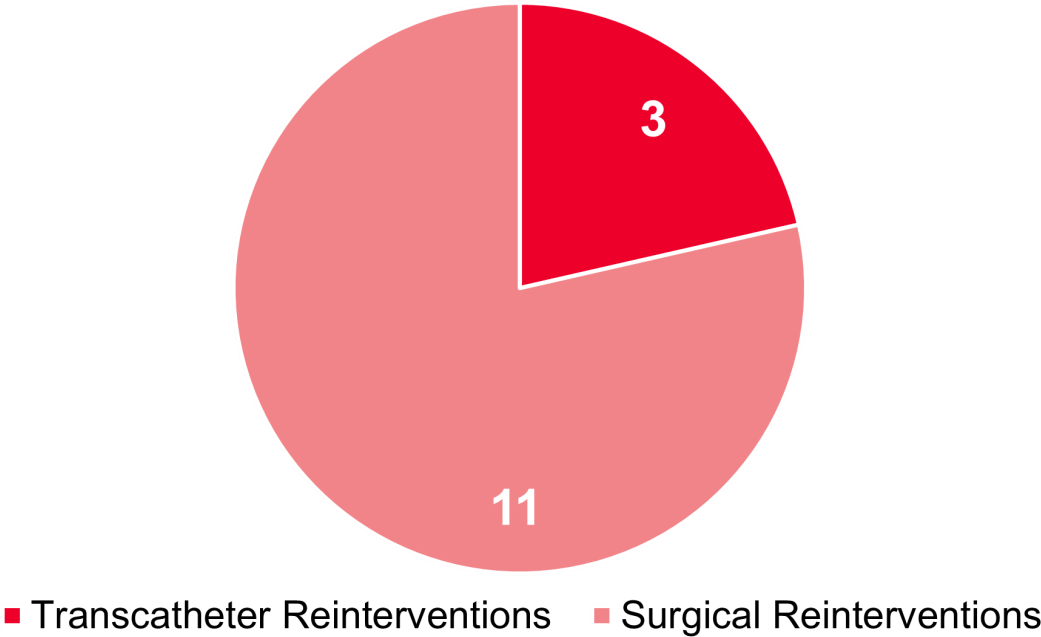 3
11
Transcatheter Reinterventions
Surgical Reinterventions